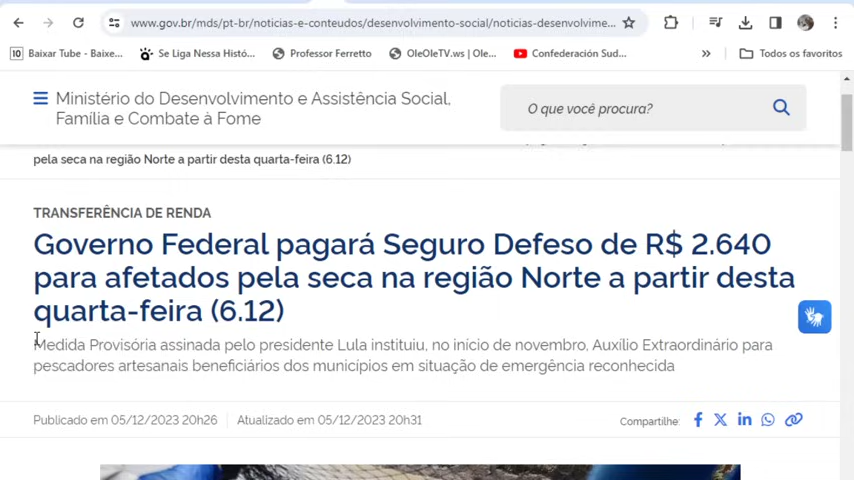 www.gov.br/mds/pt-br/noticias-e-conteudos/desenvolvimento-social/noticias-desenvolvime...
10 Baixar Tube - Baixe...
Se Liga Nessa Histó...
Professor Ferretto
OleOleTV.ws | Ole...
Confederación Sud...
»
Todos os favoritos
Ministério do Desenvolvimento e Assistência Social,
Família e Combate à Fome
O que você procura?
pela seca na região Norte a partir desta quarta-feira (6.12)
TRANSFERÊNCIA DE RENDA
Governo Federal pagará Seguro Defeso de R$ 2.640
para afetados pela seca na região Norte a partir desta
quarta-feira (6.12)
Medida Provisória assinada pelo presidente Lula instituiu, no início de novembro, Auxílio Extraordinário para
pescadores artesanais beneficiários dos municípios em situação de emergência reconhecida
Publicado em 05/12/2023 20h26
Atualizado em 05/12/2023 20h31
Compartilhe: